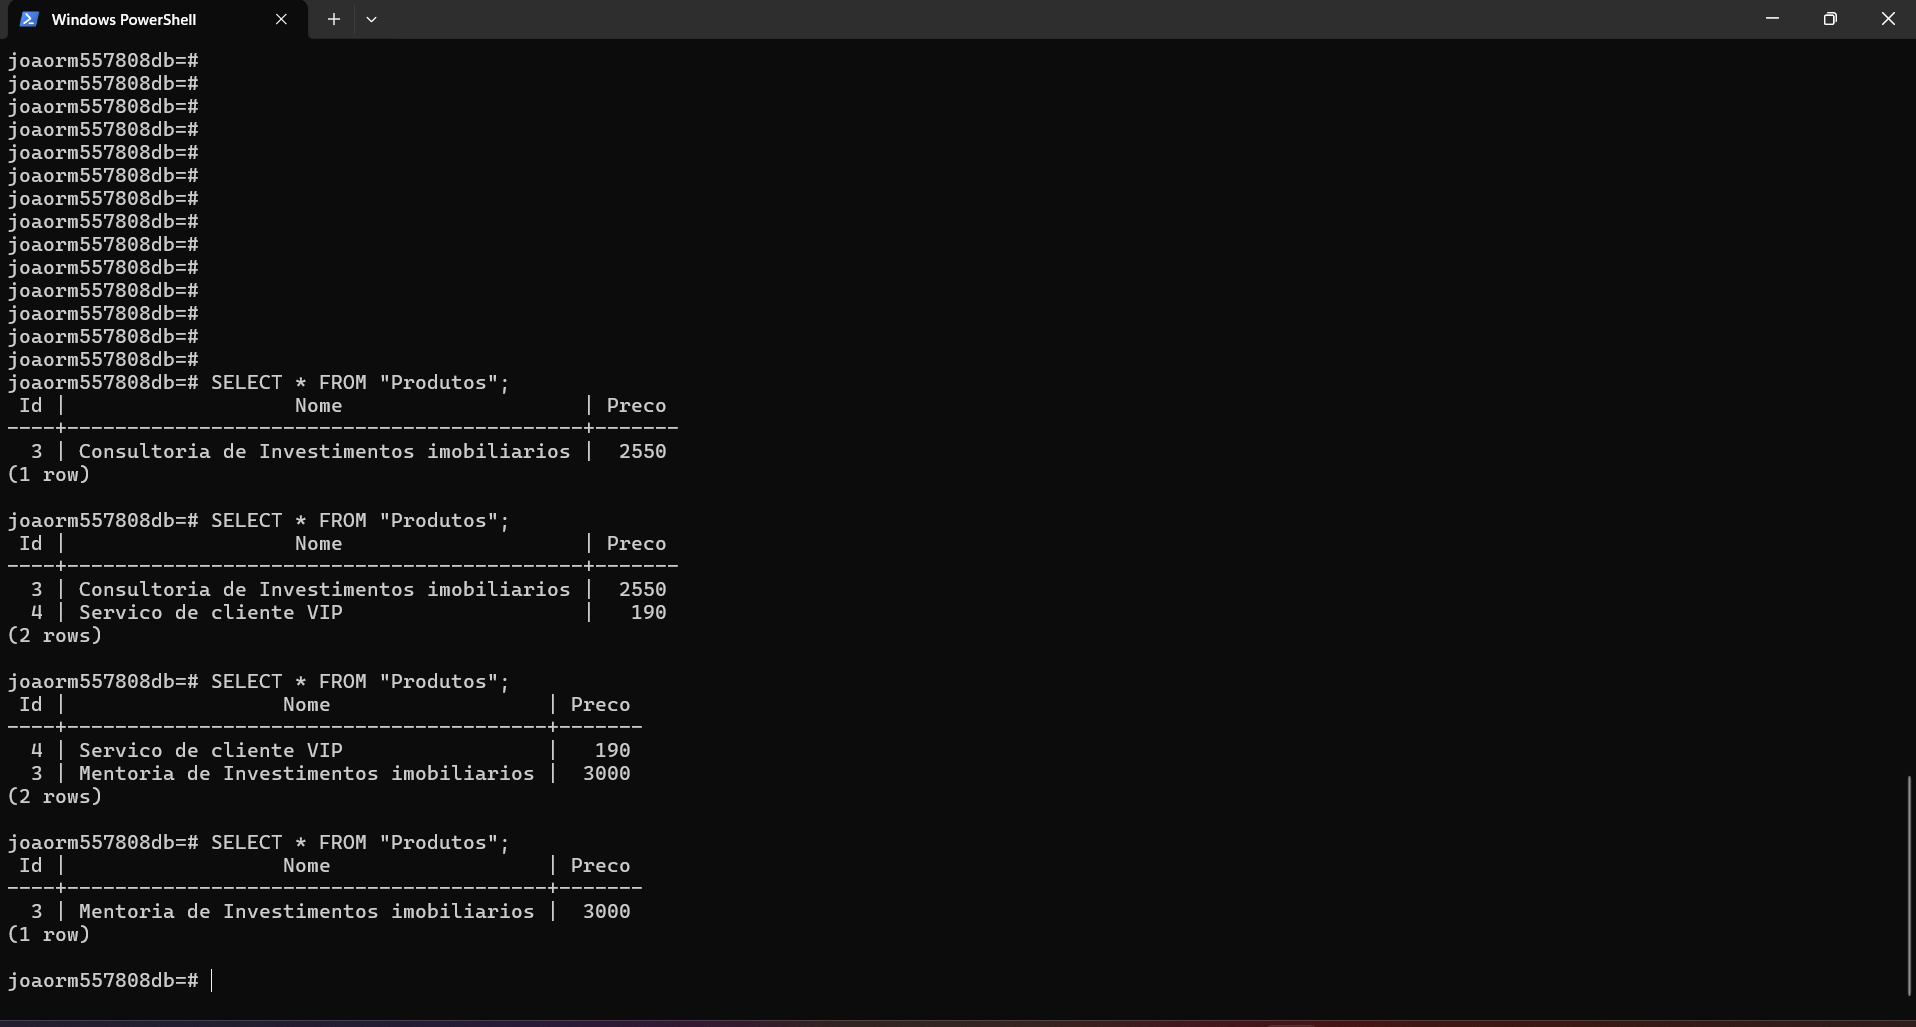 Windows PowerShell
joaorm557808db=#
joaorm557808db=#
joaorm557808db=#
joaorm557808db=#
joaorm557808db=#
joaorm557808db=#
joaorm557808db=#
joaorm557808db=#
joaorm557808db=#
joaorm557808db=#
joaorm557808db=#
joaorm557808db=#
joaorm557808db=#
joaorm557808db=#
joaorm557808db=# SELECT * FROM "Produtos";
 Id |                   Nome                    | Preco
----+-------------------------------------------+-------
  3 | Consultoria de Investimentos imobiliarios |  2550
(1 row)

joaorm557808db=# SELECT * FROM "Produtos";
 Id |                   Nome                    | Preco
----+-------------------------------------------+-------
  3 | Consultoria de Investimentos imobiliarios |  2550
  4 | Servico de cliente VIP                    |   190
(2 rows)

joaorm557808db=# SELECT * FROM "Produtos";
 Id |                  Nome                  | Preco
----+----------------------------------------+-------
  4 | Servico de cliente VIP                 |   190
  3 | Mentoria de Investimentos imobiliarios |  3000
(2 rows)

joaorm557808db=# SELECT * FROM "Produtos";
 Id |                  Nome                  | Preco
----+----------------------------------------+-------
  3 | Mentoria de Investimentos imobiliarios |  3000
(1 row)

joaorm557808db=#